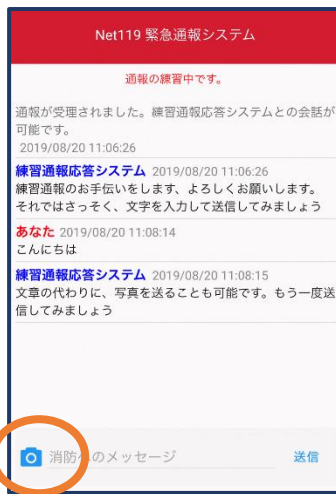 Net119 緊急通報システム
通報の練習中です。
通報が受理されました。練習通報応答システムとの会話が
可能です。
2019/08/20 11:06:26
練習通報応答システム 2019/08/20 11:06:26
練習通報のお手伝いをします、よろしくお願いします。
それではさっそく、文字を入力して送信してみましょう
あなた 2019/08/20 11:08:14
こんにちは
練習通報応答システム 2019/08/20 11:08:15
文章の代わりに、写真を送ることも可能です。もう一度送
信してみましょう
消防へのメッセージ 送信